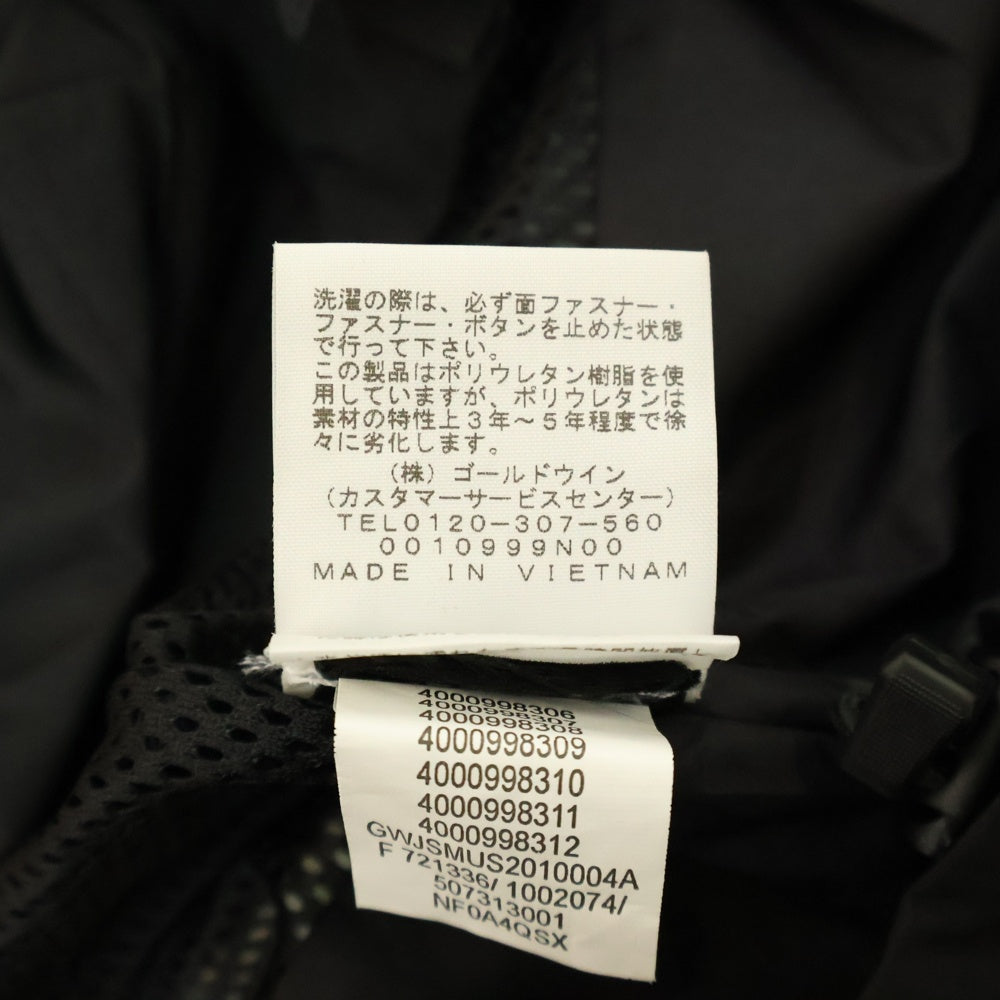 洗濯の際は、必ず面ファスナー・
ファスナー・ボタンを止めた状態
で行って下さい。
この製品はポリウレタン樹脂を使
用していますが、ポリウレタンは
素材の特性上3年〜5年程度で徐
々に劣化します。
(株)ゴールドウイン
(カスタマーサービスセンター)
TEL0120-307-560
0010999N00
MADE IN VIETNAM
4000998306
4000998307
4000998308
4000998309
4000998310
4000998311
4000998312
GWJSMUS2010004A
F 721336/ 1002074/
507313001
NF0A4QSX